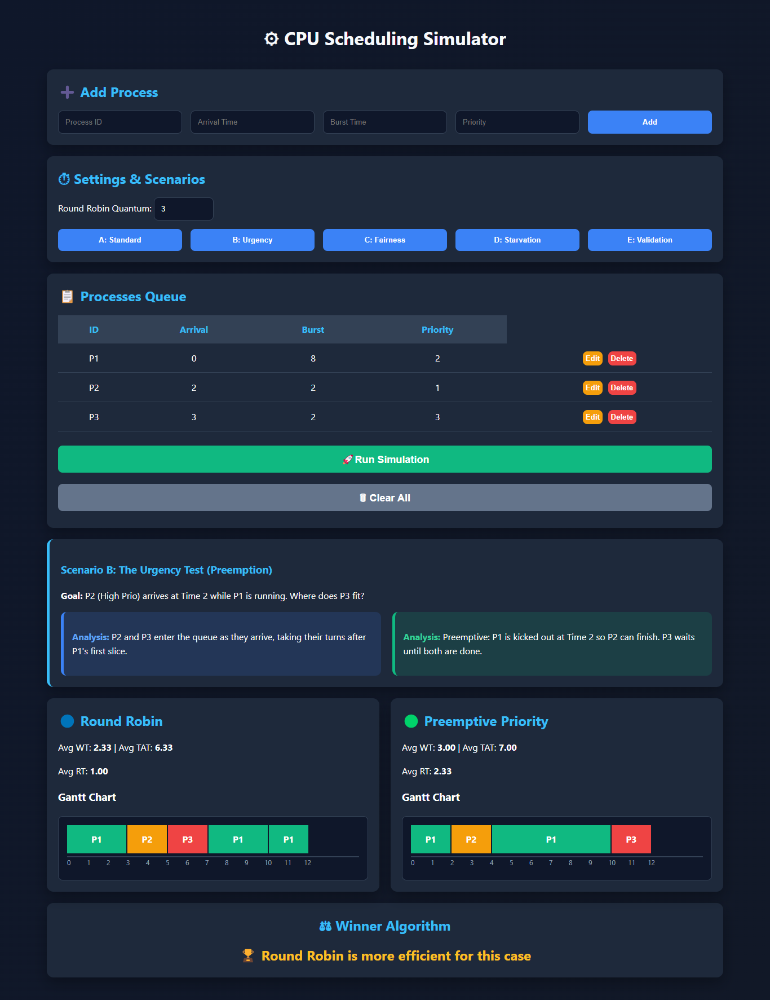 ⚙ CPU Scheduling Simulator
➕ Add Process
Process ID Arrival Time Burst Time Priority Add
⏱ Settings & Scenarios
Round Robin Quantum: 3
A: Standard B: Urgency C: Fairness D: Starvation E: Validation
📋 Processes Queue
ID Arrival Burst Priority
P1 0 8 2 Edit Delete
P2 2 2 1 Edit Delete
P3 3 2 3 Edit Delete
🚀 Run Simulation
🗑 Clear All
Scenario B: The Urgency Test (Preemption)
Goal: P2 (High Prio) arrives at Time 2 while P1 is running. Where does P3 fit?
Analysis: P2 and P3 enter the queue as they arrive, taking their turns after
P1's first slice.
Analysis: Preemptive: P1 is kicked out at Time 2 so P2 can finish. P3 waits
until both are done.
🔵 Round Robin
Avg WT: 2.33 | Avg TAT: 6.33
Avg RT: 1.00
Gantt Chart
P1 P2 P3 P1 P1
0 1 2 3 4 5 6 7 8 9 10 11 12
🟢 Preemptive Priority
Avg WT: 3.00 | Avg TAT: 7.00
Avg RT: 2.33
Gantt Chart
P1 P2 P1 P3
0 1 2 3 4 5 6 7 8 9 10 11 12
⚖ Winner Algorithm
🏆 Round Robin is more efficient for this case